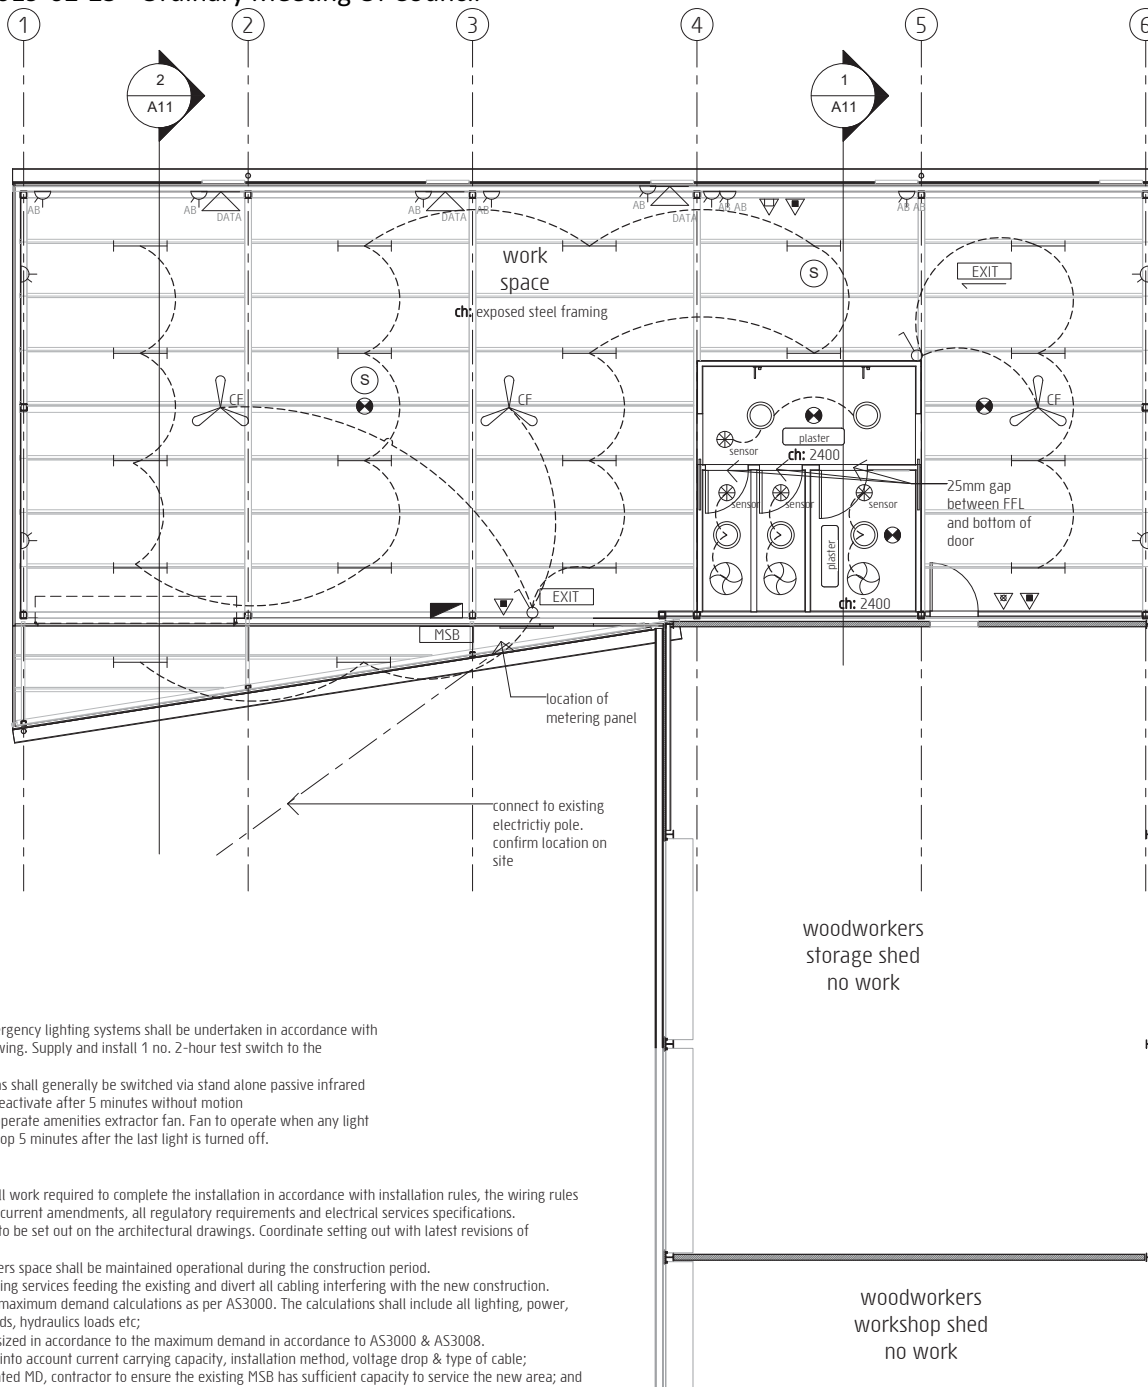 Ordinary Meeting Of Council
1
2
3
4
5
6
2
A11
1
A11
AB
AB
DATA
AB
DATA
AB
AB
DATA
AB AB
AB AB
work
space
ch: exposed steel framing
S
EXIT
S
CF
CF
CF
plaster
ch: 2400
sensor
sensor
sensor
sensor
25mm gap
between FFL
and bottom of
door
plaster
ch: 2400
EXIT
MSB
location of
metering panel
connect to existing
electrictiy pole.
confirm location on
site
woodworkers
storage shed
no work
ergency lighting systems shall be undertaken in accordance with
wing. Supply and install 1 no. 2-hour test switch to the
as shall generally be switched via stand alone passive infrared
eactivate after 5 minutes without motion
perate amenities extractor fan. Fan to operate when any light
op 5 minutes after the last light is turned off.
ll work required to complete the installation in accordance with installation rules, the wiring rules
current amendments, all regulatory requirements and electrical services specifications.
to be set out on the architectural drawings. Coordinate setting out with latest revisions of
ers space shall be maintained operational during the construction period.
ing services feeding the existing and divert all cabling interfering with the new construction.
maximum demand calculations as per AS3000. The calculations shall include all lighting, power,
ds, hydraulics loads etc;
sized in accordance to the maximum demand in accordance to AS3000 & AS3008.
into account current carrying capacity, installation method, voltage drop & type of cable;
ated MD, contractor to ensure the existing MSB has sufficient capacity to service the new area; and
woodworkers
workshop shed
no work